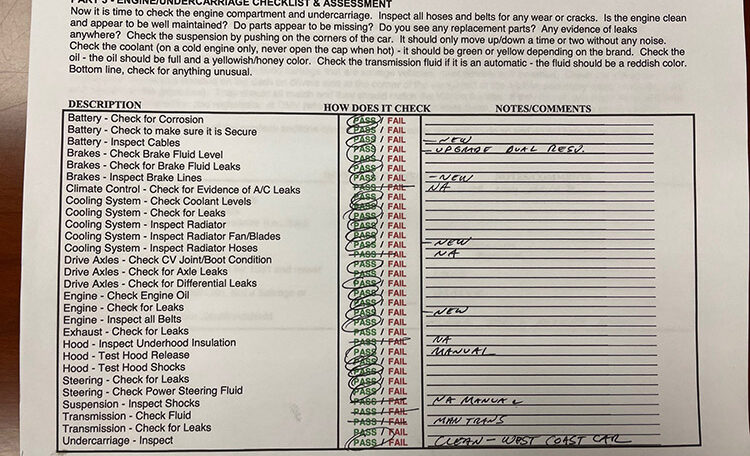 PART 3 - ENGINE/UNDERCARRIAGE CHECKLIST & ASSESSMENT
Now it is time to check the engine compartment and undercarriage. Inspect all hoses and belts for any wear or cracks. Is the engine clean
and appear to be well maintained? Do parts appear to be missing? Do you see any replacement parts? Any evidence of leaks
anywhere? Check the suspension by pushing on the corners of the car. It should only move up/down a time or two without any noise.
Check the coolant (on a cold engine only, never open the cap when hot) - it should be green or yellow depending on the brand. Check the
oil - the oil should be full and a yellowish/honey color. Check the transmission fluid if it is an automatic - the fluid should be a reddish color.
Bottom line, check for anything unusual.
DESCRIPTION HOW DOES IT CHECK NOTES/COMMENTS
Battery - Check for Corrosion PASS / FAIL
Battery - Check to make sure it is Secure PASS / FAIL
Battery - Inspect Cables PASS / FAIL - NEW
Brakes - Check Brake Fluid Level PASS / FAIL - UPGRADE DUAL RESV.
Brakes - Check for Brake Fluid Leaks PASS / FAIL
Brakes - Inspect Brake Lines PASS / FAIL - NEW
Climate Control - Check for Evidence of A/C Leaks PASS / FAIL NA
Cooling System - Check Coolant Levels PASS / FAIL
Cooling System - Check for Leaks PASS / FAIL
Cooling System - Inspect Radiator PASS / FAIL
Cooling System - Inspect Radiator Fan/Blades PASS / FAIL
Cooling System - Inspect Radiator Hoses PASS / FAIL - NEW
Drive Axles - Check CV Joint/Boot Condition PASS / FAIL NA
Drive Axles - Check for Axle Leaks PASS / FAIL
Drive Axles - Check for Differential Leaks PASS / FAIL
Engine - Check Engine Oil PASS / FAIL
Engine - Check for Leaks PASS / FAIL
Engine - Inspect all Belts PASS / FAIL - NEW
Exhaust - Check for Leaks PASS / FAIL
Hood - Inspect Underhood Insulation PASS / FAIL NA
Hood - Test Hood Release PASS / FAIL MANUAL
Hood - Test Hood Shocks PASS / FAIL
Steering - Check for Leaks PASS / FAIL
Steering - Check Power Steering Fluid PASS / FAIL
Suspension - Inspect Shocks PASS / FAIL NA MANUAL
Transmission - Check Fluid PASS / FAIL
Transmission - Check for Leaks PASS / FAIL MAN TRANS
Undercarriage - Inspect PASS / FAIL CLEAN - WEST COAST CAR